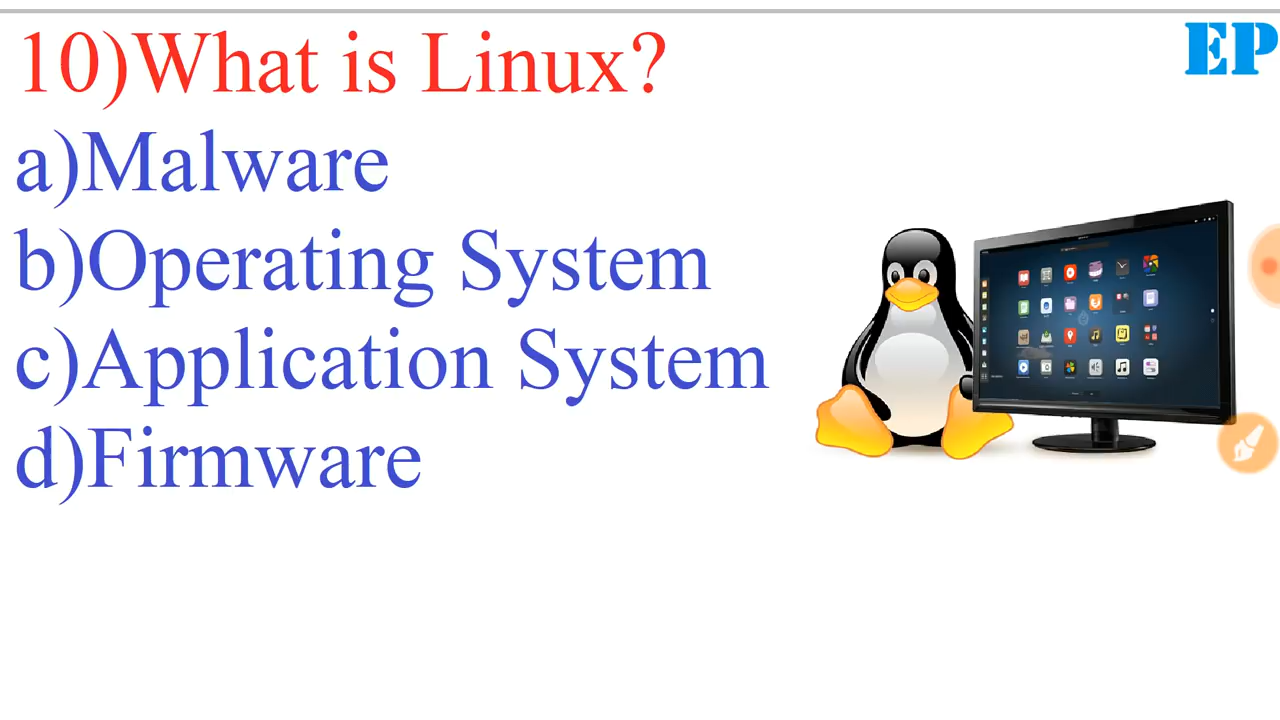 10)What is Linux?
EP
a)Malware
b)Operating System
c)Application System
d)Firmware